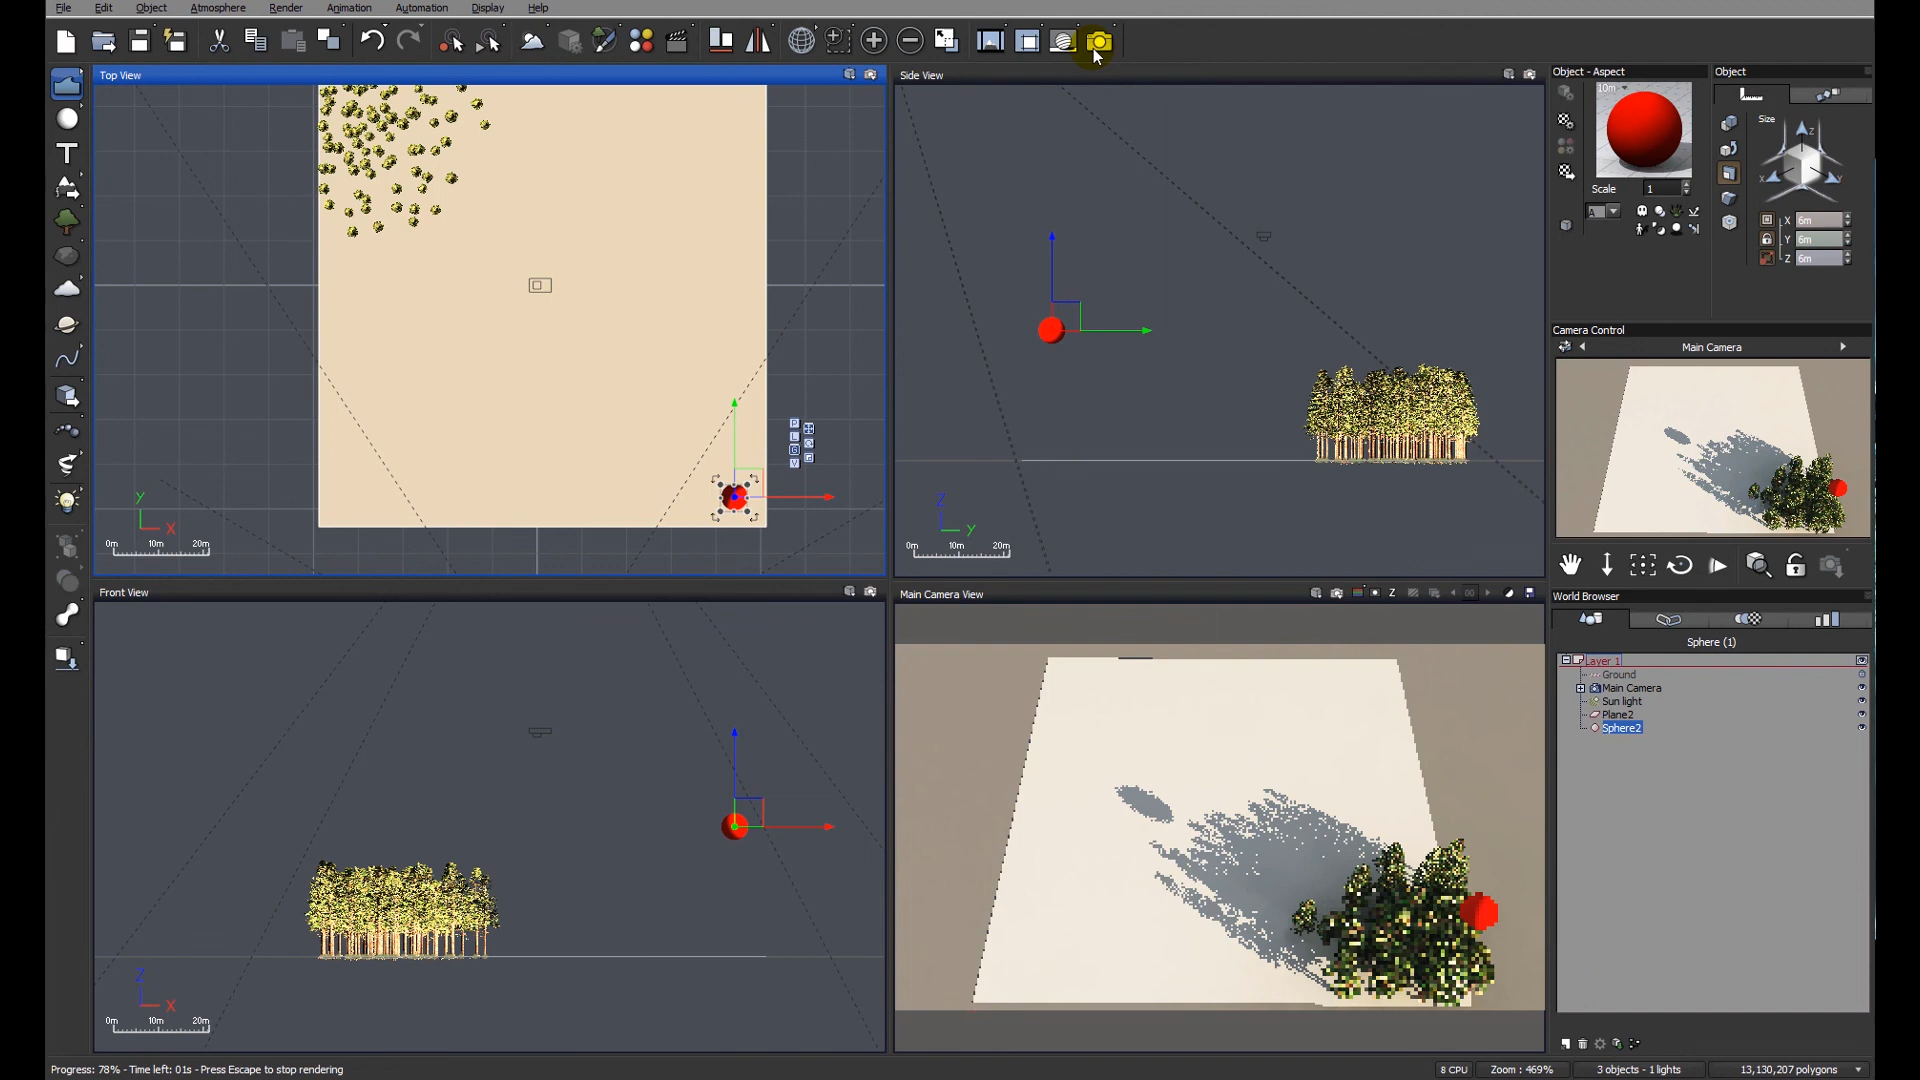 File Edit Object Atmosphere Render Animation Automation Display Help
Top View
Side View
Object - Aspect
Object
10m
Size
Z
X
Y
Scale 1
A
X 6m
Y 6m
Z 6m
Camera Control
Main Camera
P
L
G
V
Y
X
0m 10m 20m
Z
Y
0m 10m 20m
Front View
Main Camera View
Z
World Browser
Sphere (1)
Layer 1
Ground
Main Camera
Sun light
Plane2
Sphere2
Z
X
0m 10m 20m
Progress: 78% - Time left: 01s - Press Escape to stop rendering
8 CPU
Zoom : 469%
3 objects - 1 lights
13,130,207 polygons